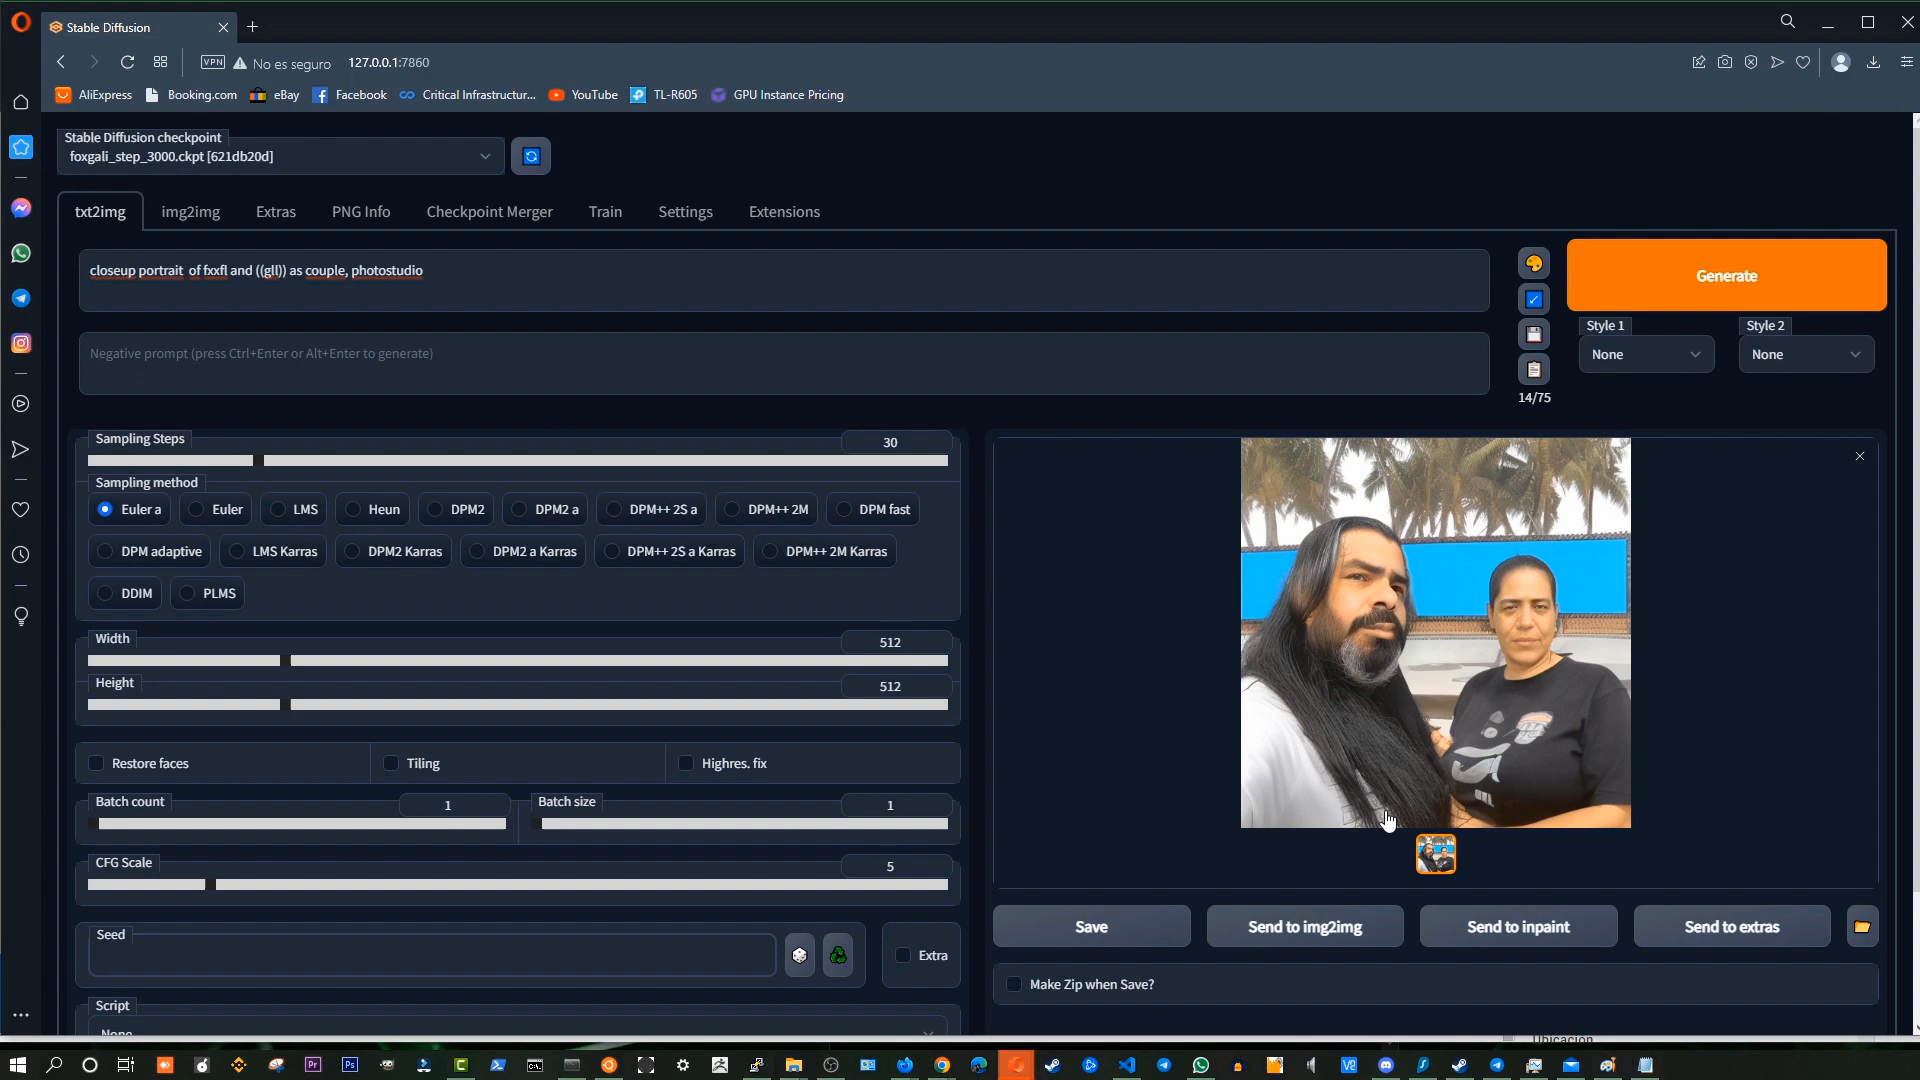 Stable Diffusion
VPN No es seguro 127.0.0.1:7860
AliExpress Booking.com eBay Facebook Critical Infrastructur... YouTube TL-R605 GPU Instance Pricing
Stable Diffusion checkpoint
foxgali_step_3000.ckpt [621db20d]
txt2img img2img Extras PNG Info Checkpoint Merger Train Settings Extensions
closeup portrait of fxxfl and ((gll)) as couple, photostudio
Generate
Style 1 Style 2
None None
Negative prompt (press Ctrl+Enter or Alt+Enter to generate)
14/75
Sampling Steps 30
Sampling method
Euler a Euler LMS Heun DPM2 DPM2 a DPM++ 2S a DPM++ 2M DPM fast
DPM adaptive LMS Karras DPM2 Karras DPM2 a Karras DPM++ 2S a Karras DPM++ 2M Karras
DDIM PLMS
Width 512
Height 512
Restore faces Tiling Highres. fix
Batch count 1 Batch size 1
CFG Scale 5
Seed
Extra
Save Send to img2img Send to inpaint Send to extras
Make Zip when Save?
Script
None
Ubicación
Pr Ps